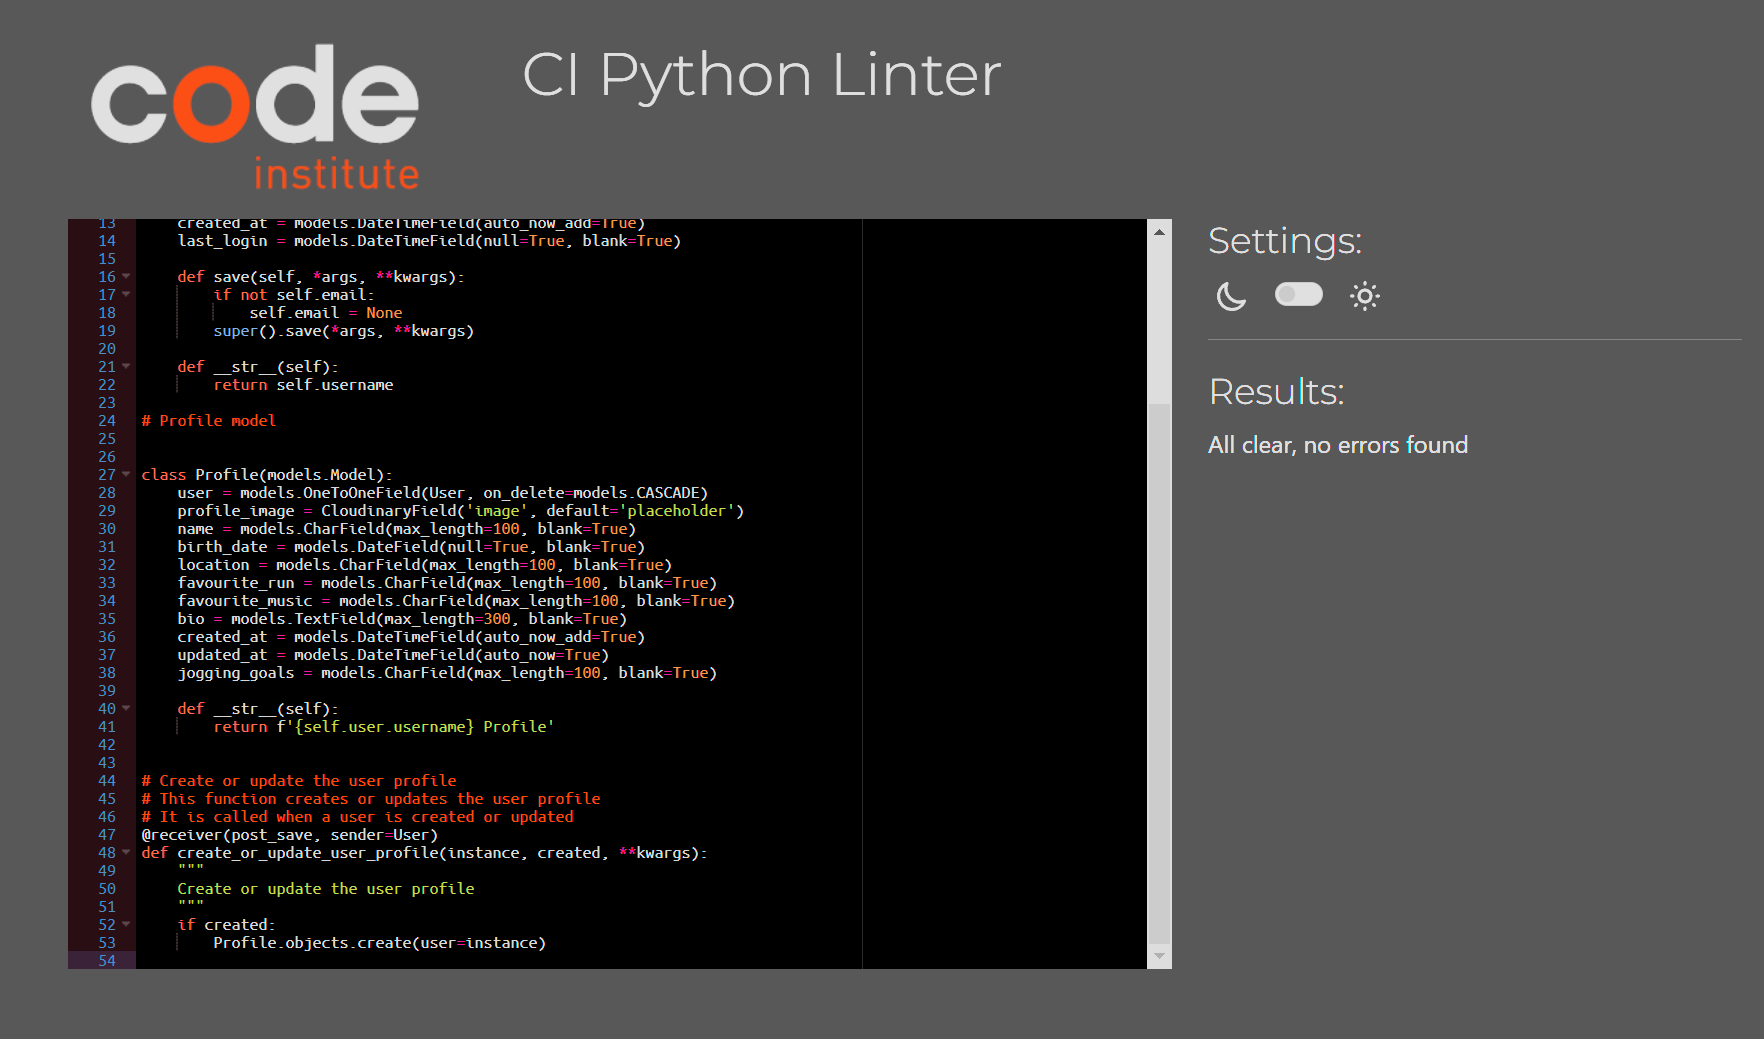 code
institute
CI Python Linter
13 created_at = models.DateTimeField(auto_now_add=True)
14 last_login = models.DateTimeField(null=True, blank=True)
15
16 def save(self, *args, **kwargs):
17 if not self.email:
18 self.email = None
19 super().save(*args, **kwargs)
20
21 def __str__(self):
22 return self.username
23
24 # Profile model
25
26
27 class Profile(models.Model):
28 user = models.OneToOneField(User, on_delete=models.CASCADE)
29 profile_image = CloudinaryField('image', default='placeholder')
30 name = models.CharField(max_length=100, blank=True)
31 birth_date = models.DateField(null=True, blank=True)
32 location = models.CharField(max_length=100, blank=True)
33 favourite_run = models.CharField(max_length=100, blank=True)
34 favourite_music = models.CharField(max_length=100, blank=True)
35 bio = models.TextField(max_length=300, blank=True)
36 created_at = models.DateTimeField(auto_now_add=True)
37 updated_at = models.DateTimeField(auto_now=True)
38 jogging_goals = models.CharField(max_length=100, blank=True)
39
40 def __str__(self):
41 return f'{self.user.username} Profile'
42
43
44 # Create or update the user profile
45 # This function creates or updates the user profile
46 # It is called when a user is created or updated
47 @receiver(post_save, sender=User)
48 def create_or_update_user_profile(instance, created, **kwargs):
49 """
50 Create or update the user profile
51 """
52 if created:
53 Profile.objects.create(user=instance)
54
Settings:
Results:
All clear, no errors found